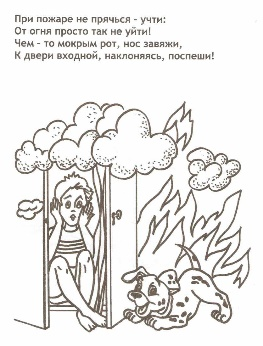 При пожаре не прячься - учти:
От огня просто так не уйти!
Чем - то мокрым рот, нос завяжи,
К двери входной, наклоняясь, поспеши!